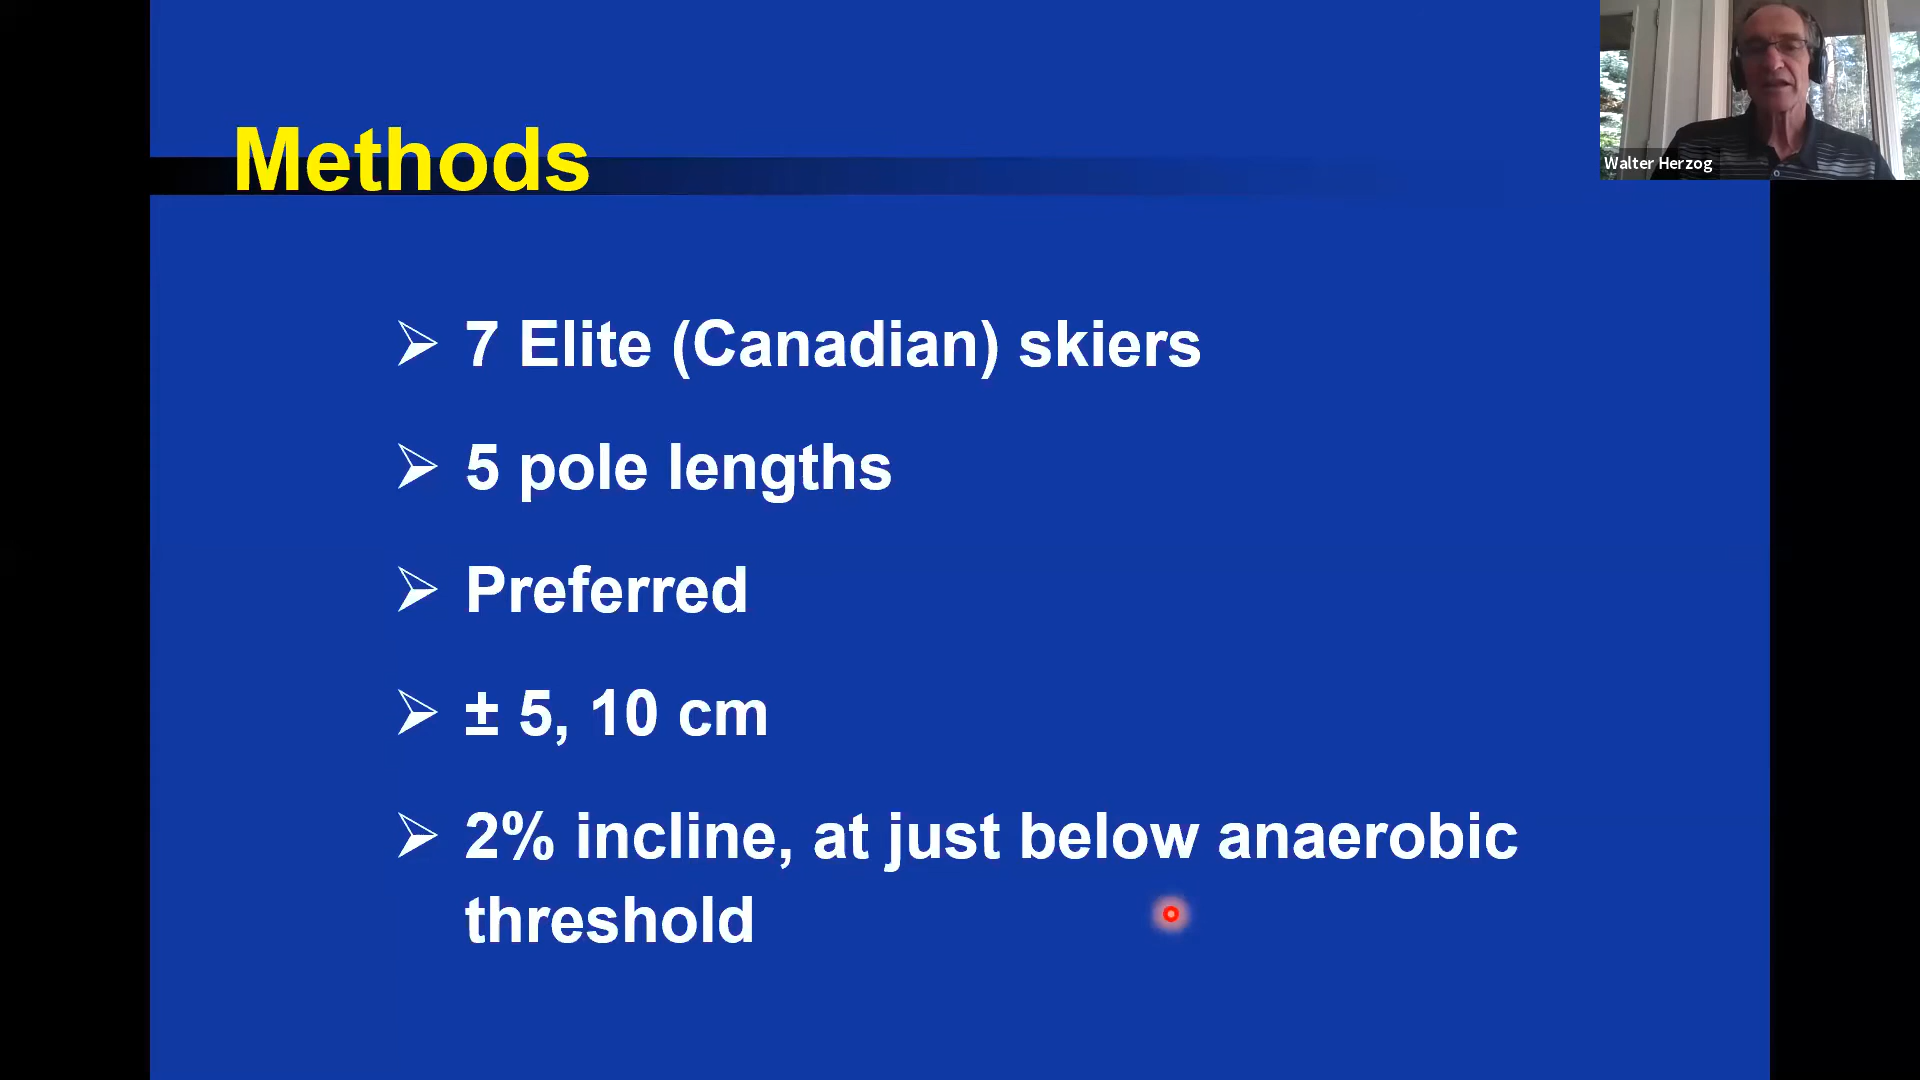 Methods
7 Elite (Canadian) skiers
5 pole lengths
Preferred
± 5, 10 cm
2% incline, at just below anaerobic
threshold
Walter Herzog